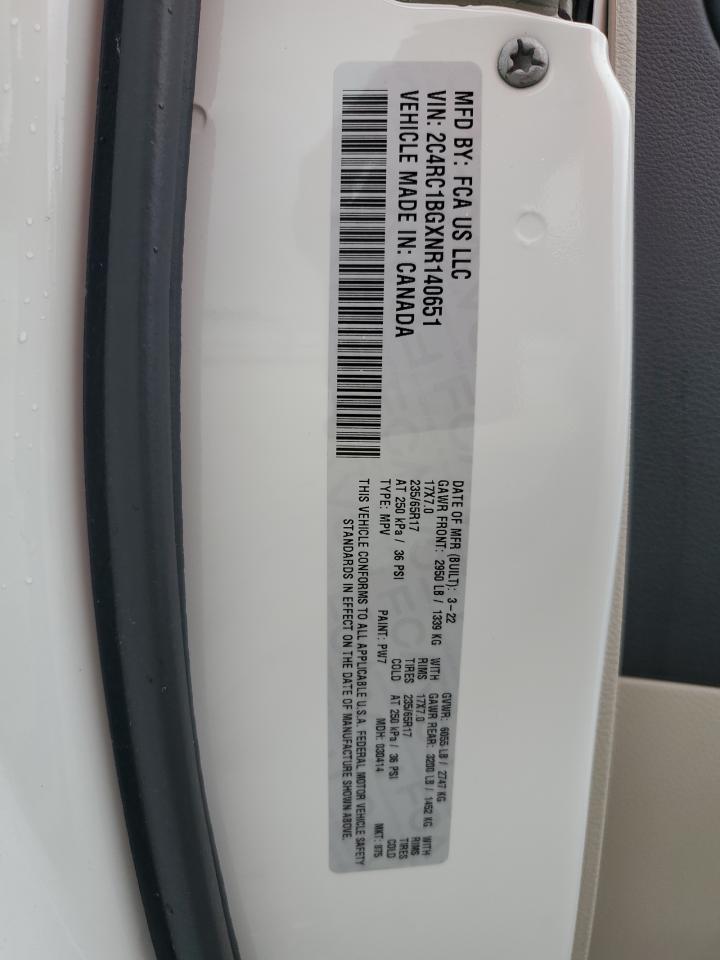 MFD BY: FCA US LLC
VIN: 2C4RC1BGXNR140651
VEHICLE MADE IN: CANADA
DATE OF MFR (BUILT): 3-22 GVWR: 6055 LB / 2747 KG
GAWR FRONT: 2950 LB / 1339 KG WITH GAWR REAR: 3200 LB / 1452 KG WITH
17X7.0 RIMS 17X7.0 RIMS
235/65R17 TIRES 235/65R17 TIRES
AT 250 kPa / 36 PSI COLD AT 250 kPa / 36 PSI COLD
TYPE: MPV PAINT: PW7 MDH: 030414 MKT:
THIS VEHICLE CONFORMS TO ALL APPLICABLE U.S.A. FEDERAL MOTOR VEHICLE SAFETY
STANDARDS IN EFFECT ON THE DATE OF MANUFACTURE SHOWN ABOVE.